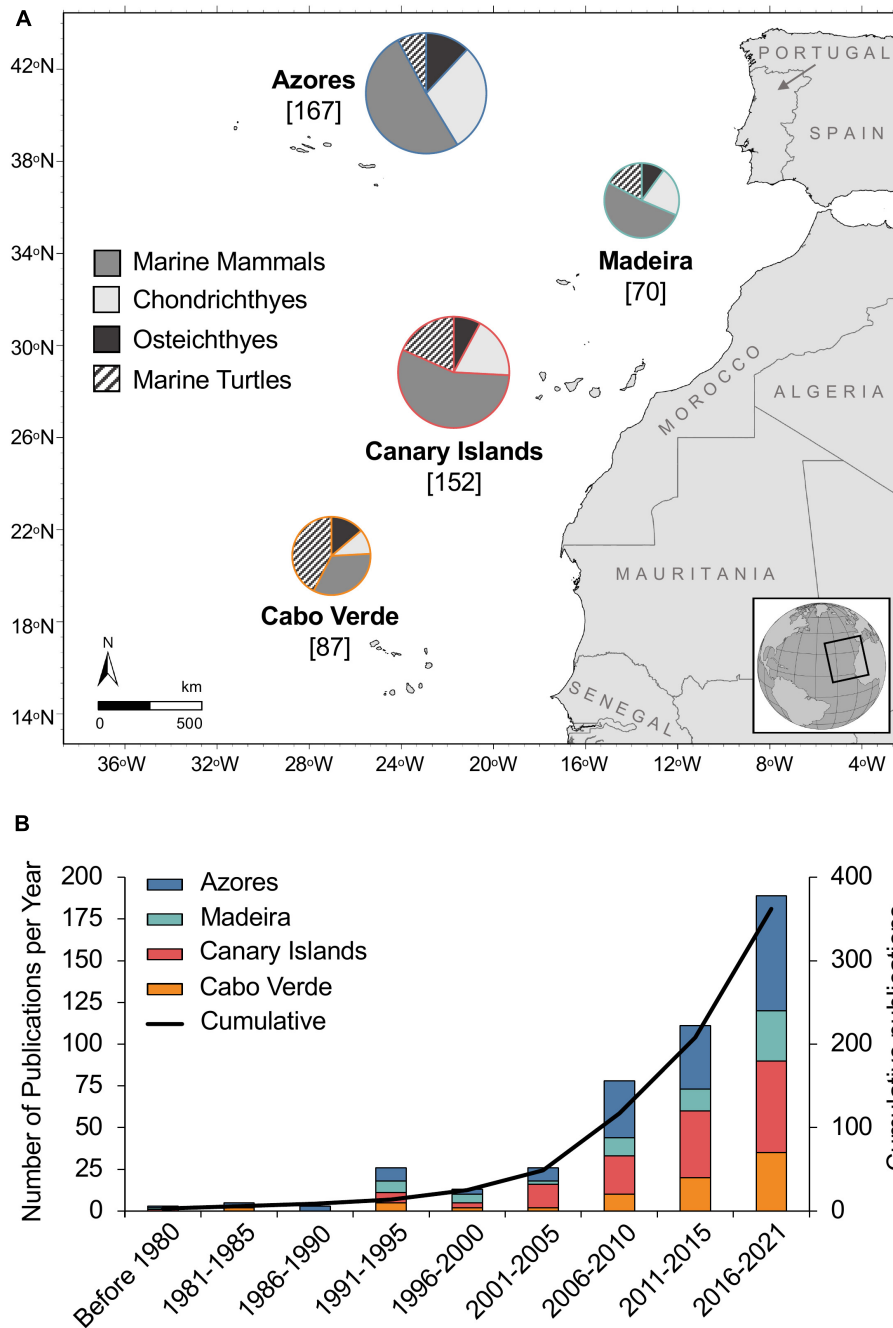 A
42°N
38°N
34°N
30°N
26°N
22°N
18°N
14°N
36°W
32°W
28°W
24°W
20°W
16°W
12°W
8°W
4°W
Azores
[167]
Madeira
[70]
Canary Islands
[152]
Cabo Verde
[87]
Marine Mammals
Chondrichthyes
Osteichthyes
Marine Turtles
PORTUGAL
SPAIN
MOROCCO
ALGERIA
MAURITANIA
SENEGAL
N
km
0 500
B
Number of Publications per Year
200
175
150
125
100
75
50
25
0
Azores
Madeira
Canary Islands
Cabo Verde
Cumulative
400
300
200
100
0
Cumulative publications
Before 1980
1981-1985
1986-1990
1991-1995
1996-2000
2001-2005
2006-2010
2011-2015
2016-2021